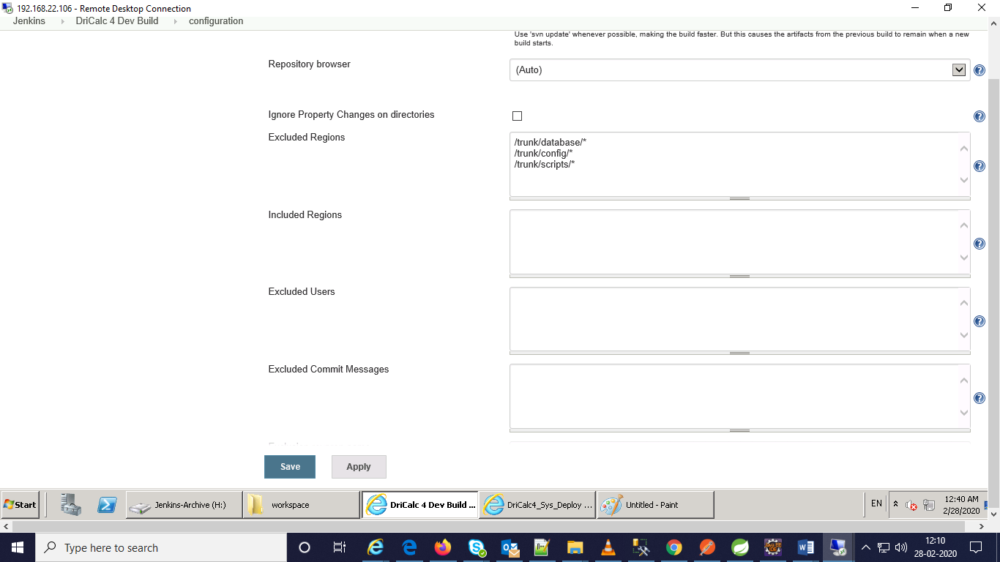 192.168.22.106 - Remote Desktop Connection
Jenkins DriCalc 4 Dev Build configuration
Use 'svn update' whenever possible, making the build faster. But this causes the artifacts from the previous build to remain when a new
build starts.
Repository browser
(Auto)
Ignore Property Changes on directories
Excluded Regions
/trunk/database/*
/trunk/config/*
/trunk/scripts/*
Included Regions
Excluded Users
Excluded Commit Messages
Save Apply
Start Jenkins-Archive (H:) workspace DriCalc 4 Dev Build ... DriCalc4_Sys_Deploy ... Untitled - Paint EN 12:40 AM
2/28/2020
Type here to search 12:10
28-02-2020